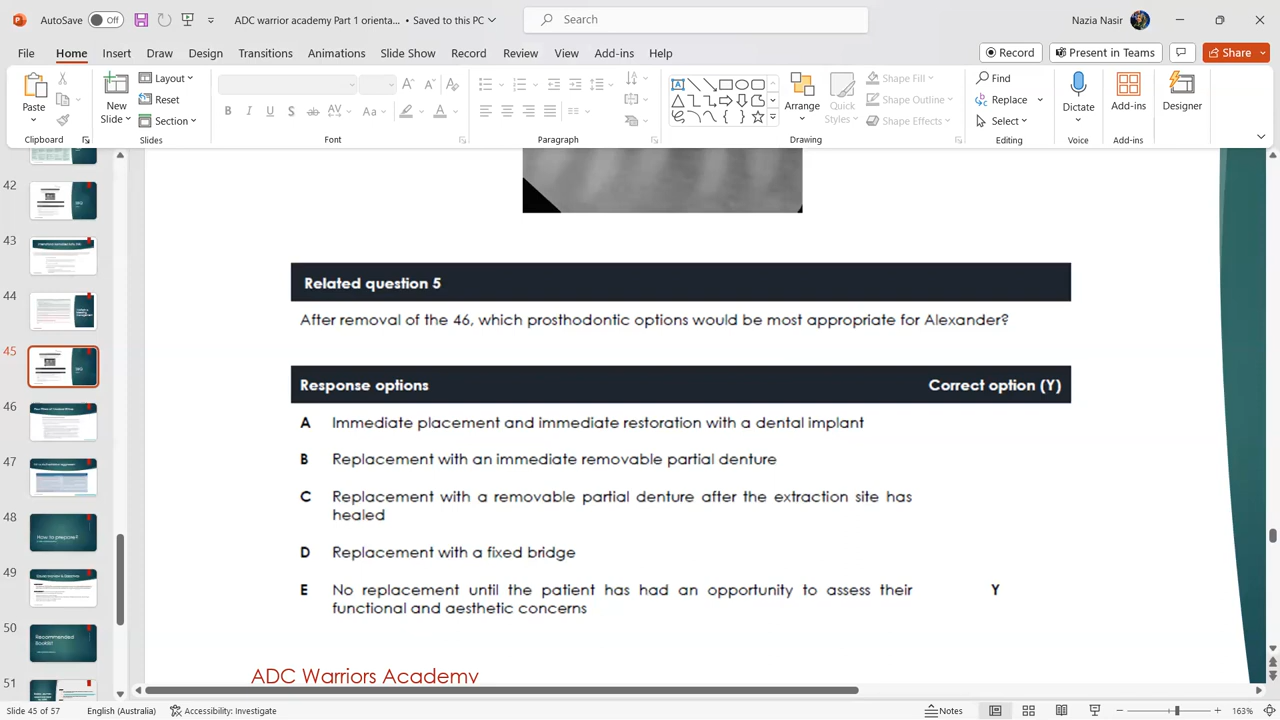 AutoSave Off ADC warrior academy Part 1 orienta... • Saved to this PC Search Nazia Nasir
File Home Insert Draw Design Transitions Animations Slide Show Record Review View Add-ins Help Record Present in Teams Share
Paste New Slide Layout Reset Section B I U S ab AV Aa A Arrange Quick Styles Shape Fill Shape Outline Shape Effects Find Replace Select Dictate Add-ins Designer
Clipboard Slides Font Paragraph Drawing Editing Voice Add-ins
42
43
44
45
46
47
48
How to prepare?
49
50
Recommended Booklist
51
Related question 5
After removal of the 46, which prosthodontic options would be most appropriate for Alexander?
Response options Correct option (Y)
A Immediate placement and immediate restoration with a dental implant
B Replacement with an immediate removable partial denture
C Replacement with a removable partial denture after the extraction site has
healed
D Replacement with a fixed bridge
E No replacement until the patient has had an opportunity to assess their Y
functional and aesthetic concerns
ADC Warriors Academy
Slide 45 of 57 English (Australia) Accessibility: Investigate Notes 163%